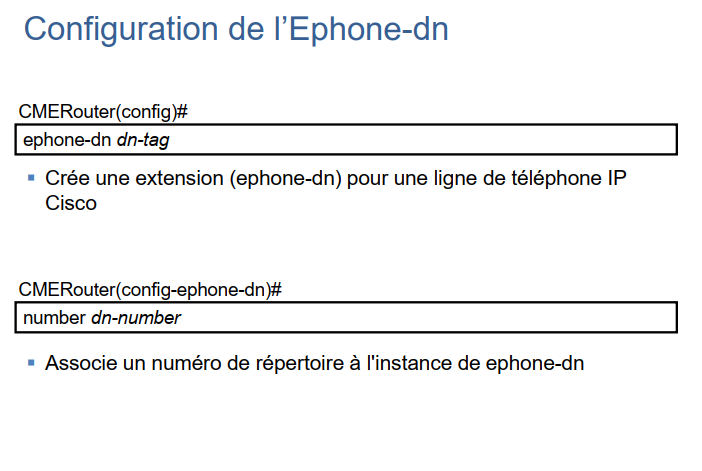 Configuration de l’Ephone-dn
CMERouter(config)#
ephone-dn dn-tag
▪ Crée une extension (ephone-dn) pour une ligne de téléphone IP
Cisco
CMERouter(config-ephone-dn)#
number dn-number
▪ Associe un numéro de répertoire à l'instance de ephone-dn